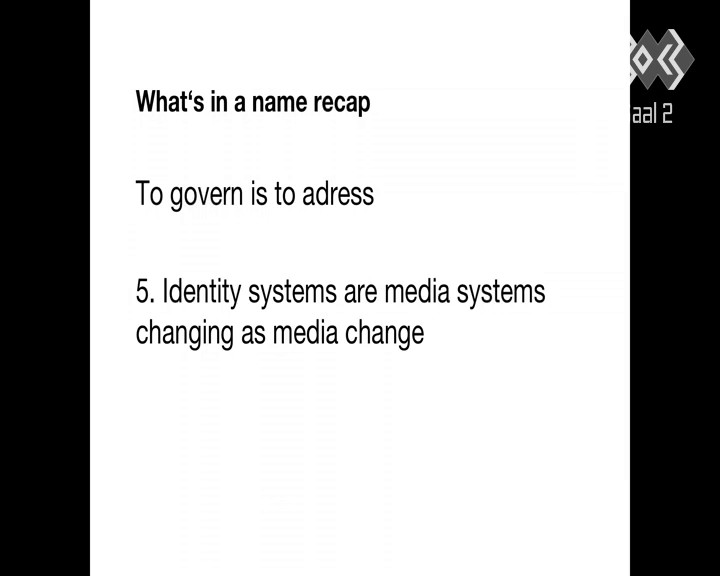 What‘s in a name recap
aal 2
To govern is to adress
5. Identity systems are media systems
changing as media change